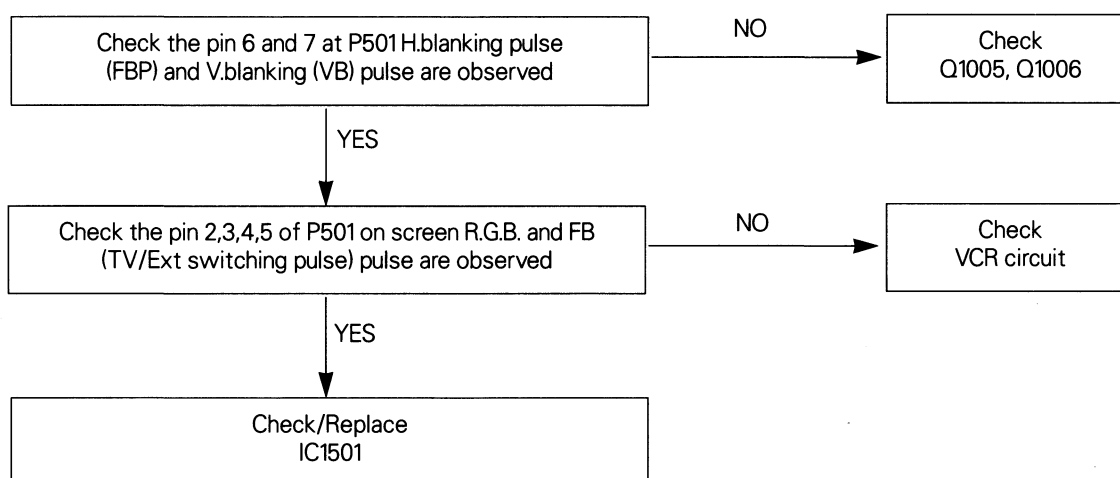 Check the pin 6 and 7 at P501 H.blanking pulse
(FBP) and V.blanking (VB) pulse are observed
NO
Check
Q1005, Q1006
YES
Check the pin 2,3,4,5 of P501 on screen R.G.B. and FB
(TV/Ext switching pulse) pulse are observed
NO
Check
VCR circuit
YES
Check/Replace
IC1501